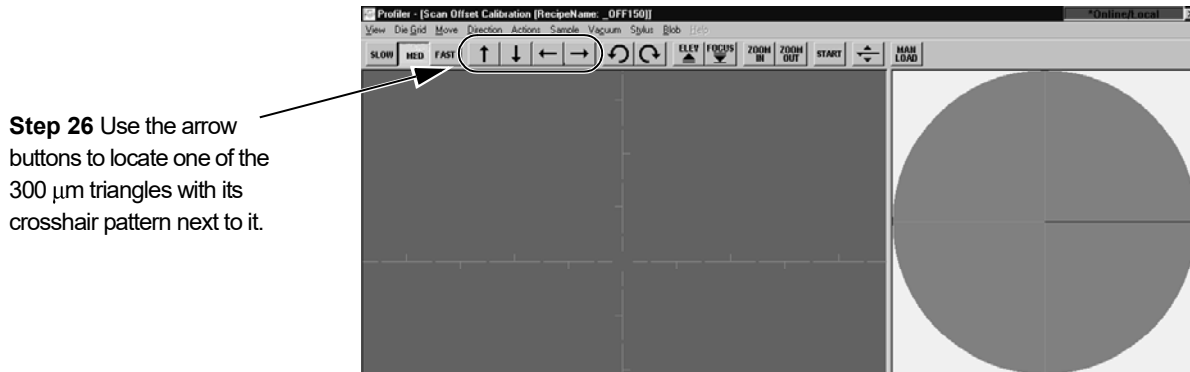 Profiler - [Scan Offset Calibration [RecipeName: _OFF150]]
*Online/Local
View Die Grid Move Direction Actions Sample Vacuum Stylus Blob Help
SLOW MED FAST ELEV FOCUS ZOOM IN ZOOM OUT START MAN LOAD
Step 26 Use the arrow
buttons to locate one of the
300 μm triangles with its
crosshair pattern next to it.